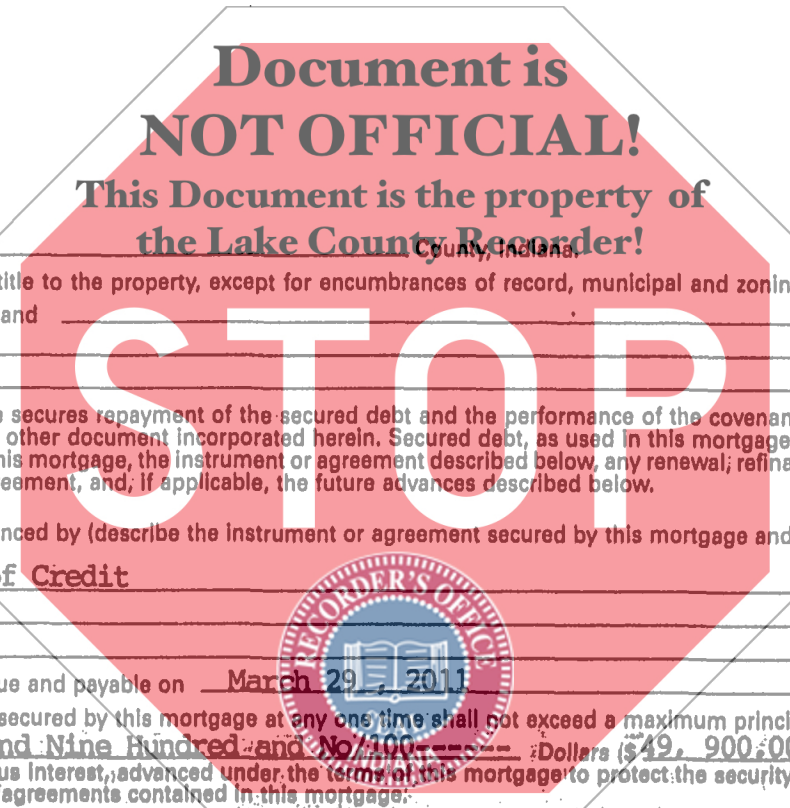 Document is
NOT OFFICIAL!
This Document is the property of
the Lake County Recorder!
County, Indiana.
title to the property, except for encumbrances of record, municipal and zonin
and
STOP
secures repayment of the secured debt and the performance of the covenan
other document incorporated herein. Secured debt, as used in this mortgage
his mortgage, the instrument or agreement described below, any renewal, refina
eement, and, if applicable, the future advances described below.
nced by (describe the instrument or agreement secured by this mortgage and
of Credit
RECORDER'S OFFICE
ue and payable on March 29, 2011
secured by this mortgage at any one time shall not exceed a maximum princi
nd Nine Hundred and No/100------ Dollars ($49, 900.00
INDIANA
us interest, advanced under the terms of this mortgage to protect the security
agreements contained in this mortgage.